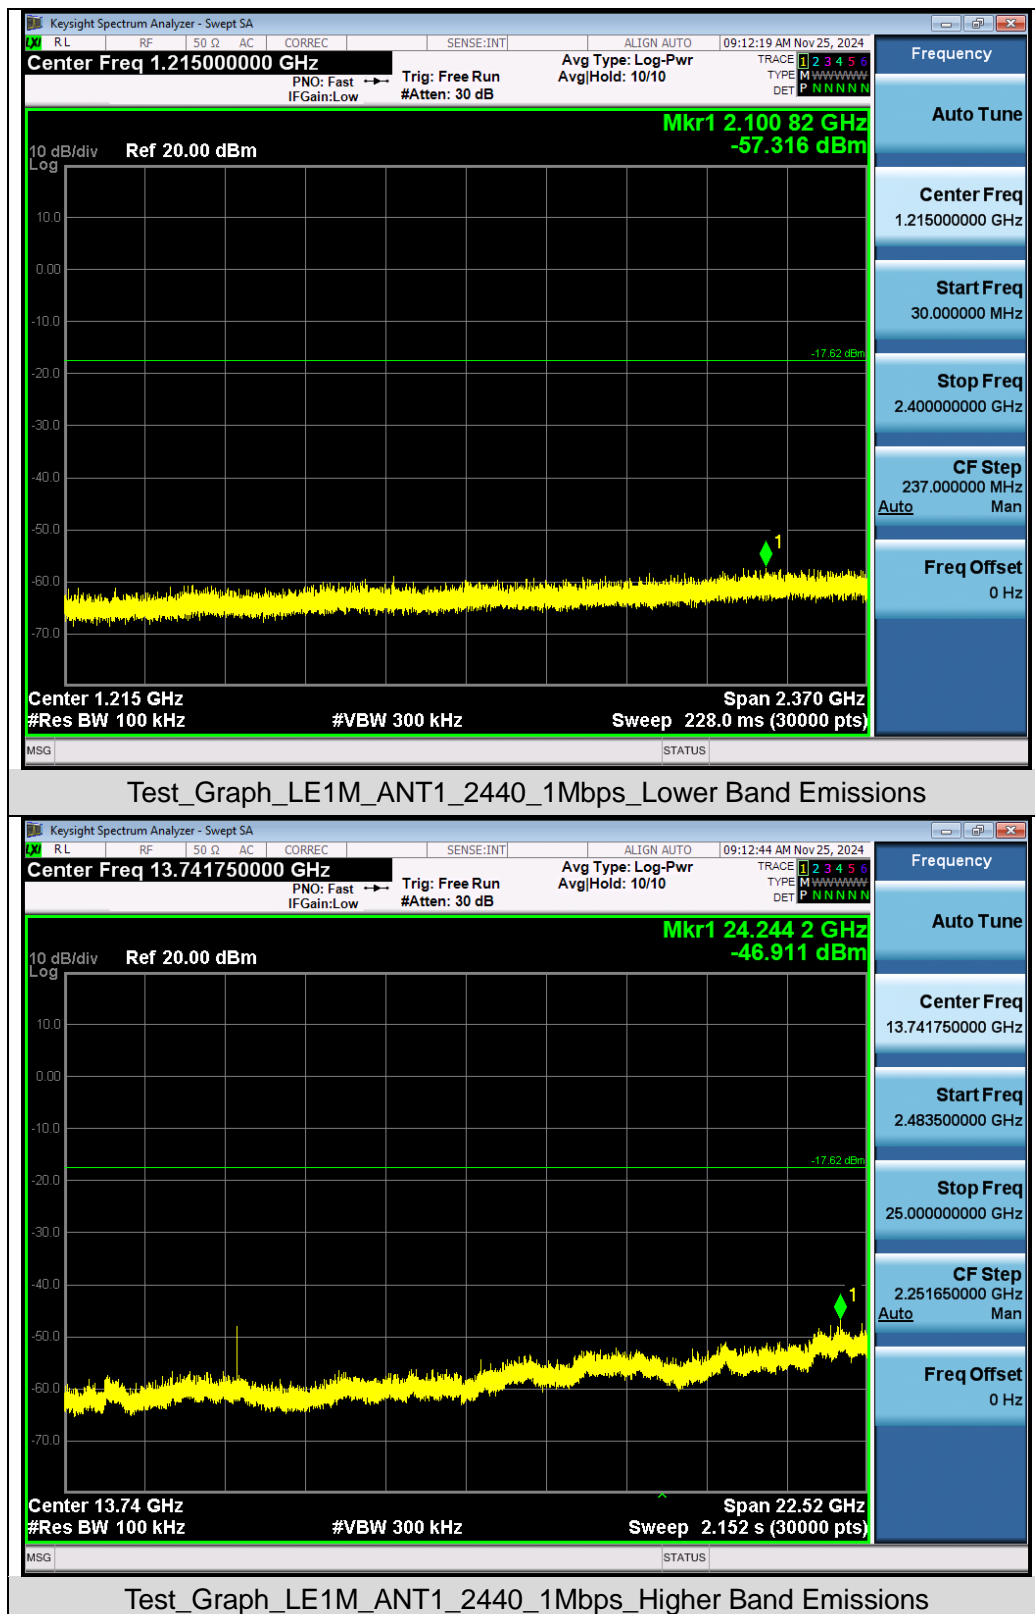 Keysight Spectrum Analyzer - Swept SA
LXI RL RF 50 Ω AC CORREC SENSE:INT ALIGN AUTO 09:12:19 AM Nov 25, 2024
Center Freq 1.215000000 GHz
PNO: Fast
IFGain:Low
Trig: Free Run
#Atten: 30 dB
Avg Type: Log-Pwr
Avg|Hold: 10/10
TRACE 1 2 3 4 5 6
TYPE M WWWWW
DET P N N N N N
Frequency
Mkr1 2.100 82 GHz
-57.316 dBm
10 dB/div Ref 20.00 dBm
Log
10.0
0.00
-10.0
-17.62 dBm
-20.0
-30.0
-40.0
-50.0
1
-60.0
-70.0
Center 1.215 GHz Span 2.370 GHz
#Res BW 100 kHz #VBW 300 kHz Sweep 228.0 ms (30000 pts)
MSG STATUS
Auto Tune
Center Freq
1.215000000 GHz
Start Freq
30.000000 MHz
Stop Freq
2.400000000 GHz
CF Step
237.000000 MHz
Auto Man
Freq Offset
0 Hz
Test_Graph_LE1M_ANT1_2440_1Mbps_Lower Band Emissions
Keysight Spectrum Analyzer - Swept SA
LXI RL RF 50 Ω AC CORREC SENSE:INT ALIGN AUTO 09:12:44 AM Nov 25, 2024
Center Freq 13.741750000 GHz
PNO: Fast
IFGain:Low
Trig: Free Run
#Atten: 30 dB
Avg Type: Log-Pwr
Avg|Hold: 10/10
TRACE 1 2 3 4 5 6
TYPE M WWWWW
DET P N N N N N
Frequency
Mkr1 24.244 2 GHz
-46.911 dBm
10 dB/div Ref 20.00 dBm
Log
10.0
0.00
-10.0
-17.62 dBm
-20.0
-30.0
-40.0
1
-50.0
-60.0
-70.0
Center 13.74 GHz Span 22.52 GHz
#Res BW 100 kHz #VBW 300 kHz Sweep 2.152 s (30000 pts)
MSG STATUS
Auto Tune
Center Freq
13.741750000 GHz
Start Freq
2.483500000 GHz
Stop Freq
25.000000000 GHz
CF Step
2.251650000 GHz
Auto Man
Freq Offset
0 Hz
Test_Graph_LE1M_ANT1_2440_1Mbps_Higher Band Emissions